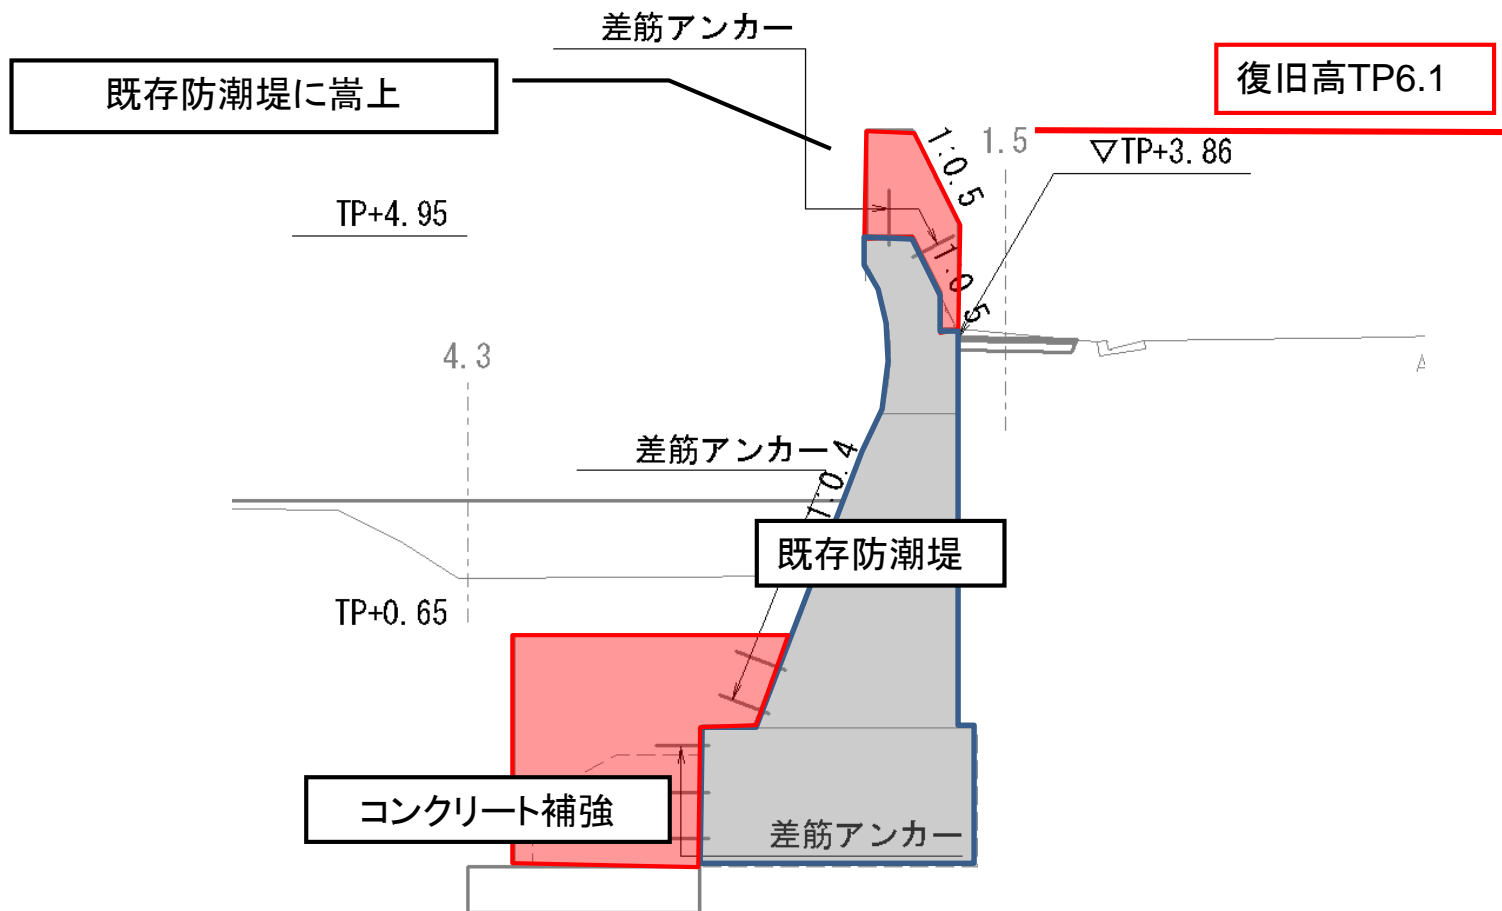 差筋アンカー
既存防潮堤に嵩上
復旧高TP6.1
1:0.5
1.5
▽TP+3.86
TP+4.95
1:0.5
4.3
差筋アンカー
1:0.4
既存防潮堤
TP+0.65
コンクリート補強
差筋アンカー